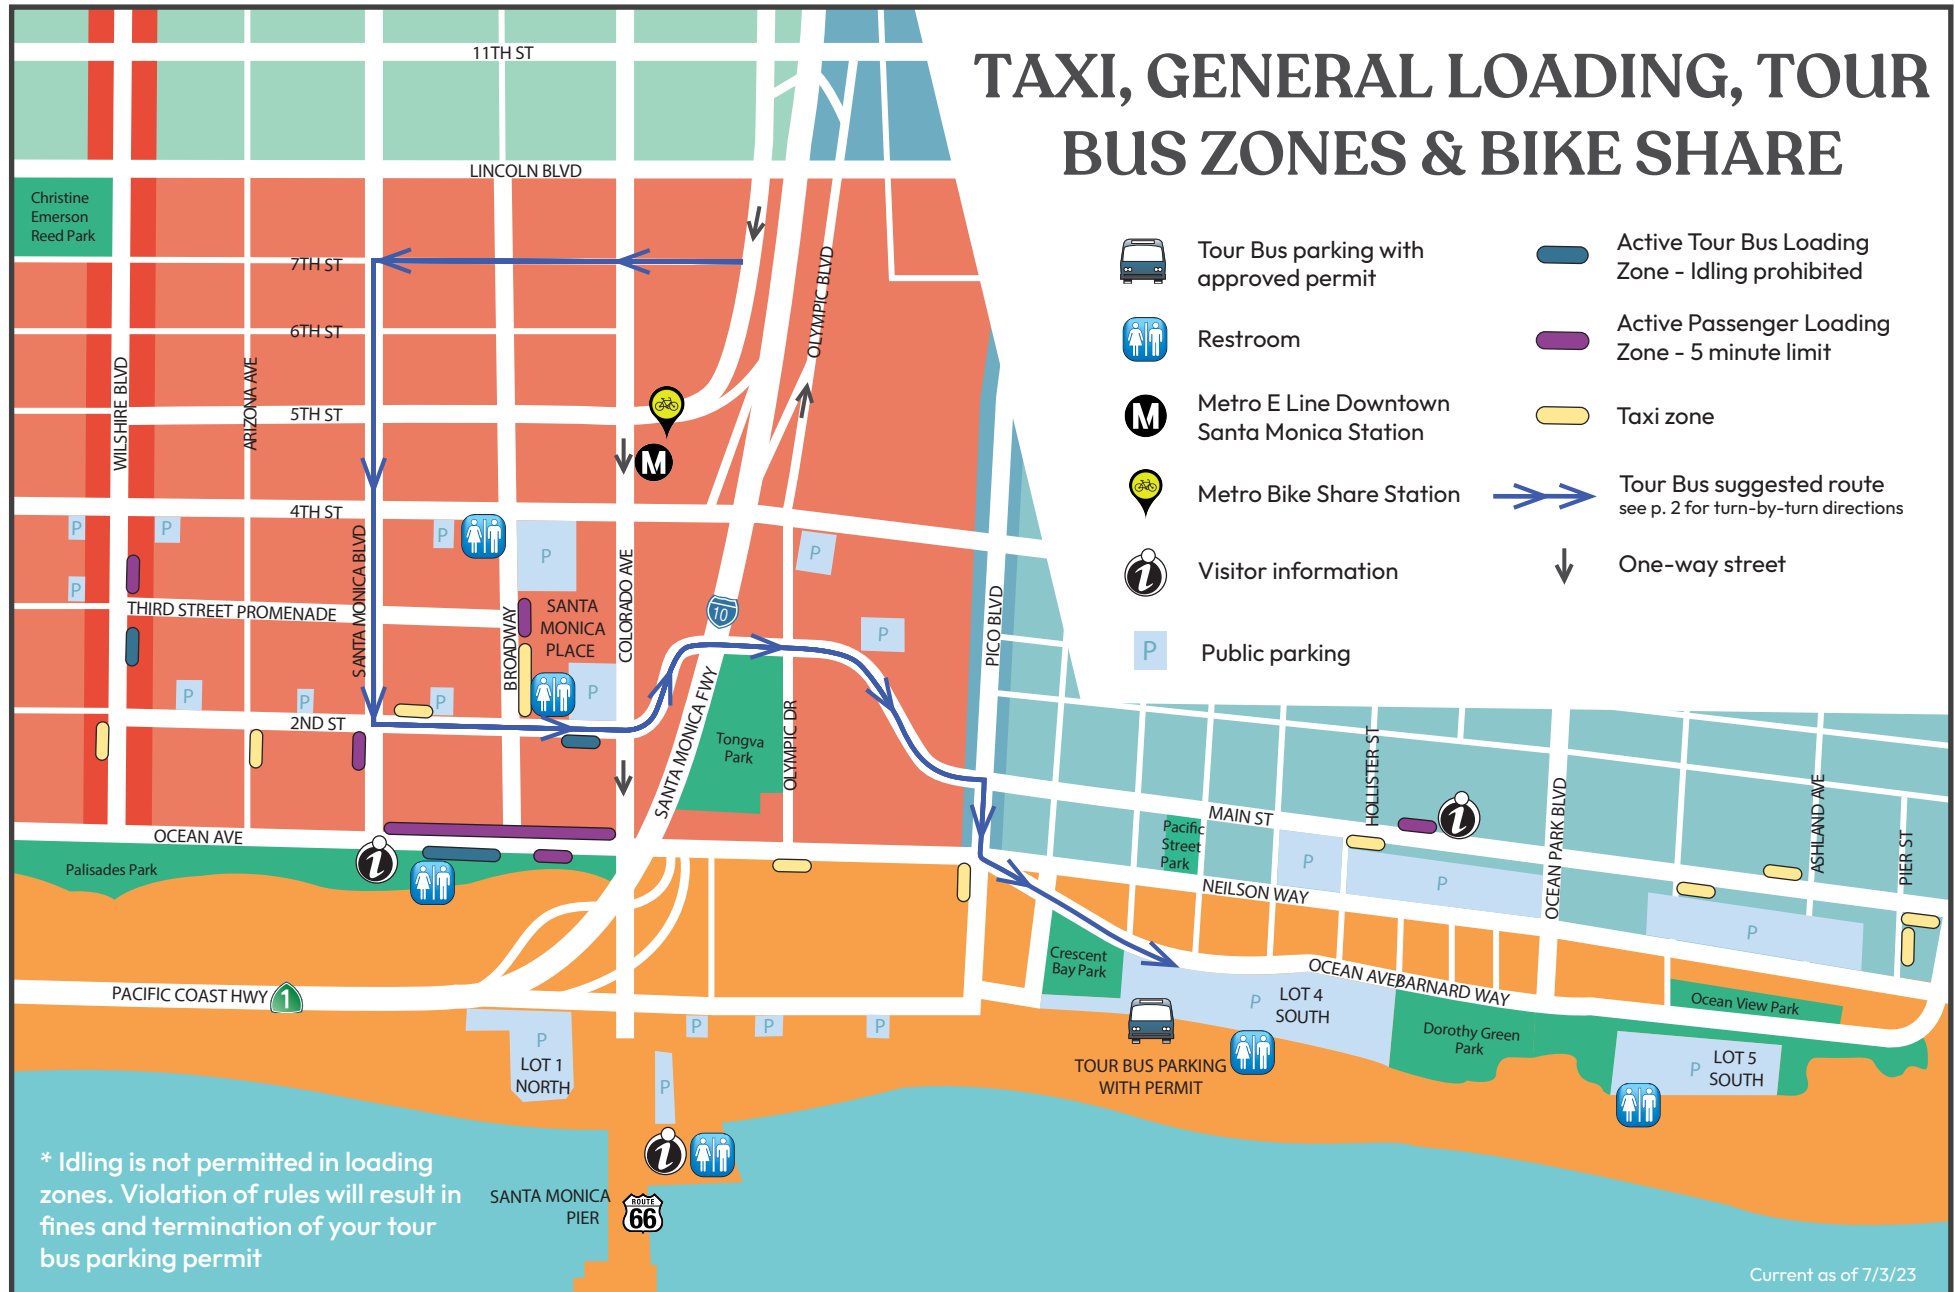 TAXI, GENERAL LOADING, TOUR
BUS ZONES & BIKE SHARE
Tour Bus parking with
approved permit
Restroom
M
Metro E Line Downtown
Santa Monica Station
Metro Bike Share Station
i
Visitor information
P
Public parking
Active Tour Bus Loading
Zone - Idling prohibited
Active Passenger Loading
Zone - 5 minute limit
Taxi zone
Tour Bus suggested route
see p. 2 for turn-by-turn directions
One-way street
11TH ST
LINCOLN BLVD
Christine
Emerson
Reed Park
7TH ST
6TH ST
5TH ST
4TH ST
WILSHIRE BLVD
ARIZONA AVE
SANTA MONICA BLVD
BROADWAY
COLORADO AVE
OLYMPIC BLVD
M
P
P
P
P
P
P
10
THIRD STREET PROMENADE
SANTA
MONICA
PLACE
P
P
P
P
P
P
2ND ST
SANTA MONICA FWY
Tongva
Park
OLYMPIC DR
PICO BLVD
OCEAN AVE
i
Palisades Park
MAIN ST
Pacific
Street
Park
HOLLISTER ST
i
OCEAN PARK BLVD
ASHLAND AVE
PIER ST
P
P
P
NEILSON WAY
Crescent
Bay Park
OCEAN AVE
BARNARD WAY
PACIFIC COAST HWY
1
P
LOT 1
NORTH
P
P
P
P
P
LOT 4
SOUTH
TOUR BUS PARKING
WITH PERMIT
Dorothy Green
Park
Ocean View Park
P
LOT 5
SOUTH
i
SANTA MONICA
PIER
ROUTE
66
* Idling is not permitted in loading
zones. Violation of rules will result in
fines and termination of your tour
bus parking permit
Current as of 7/3/23